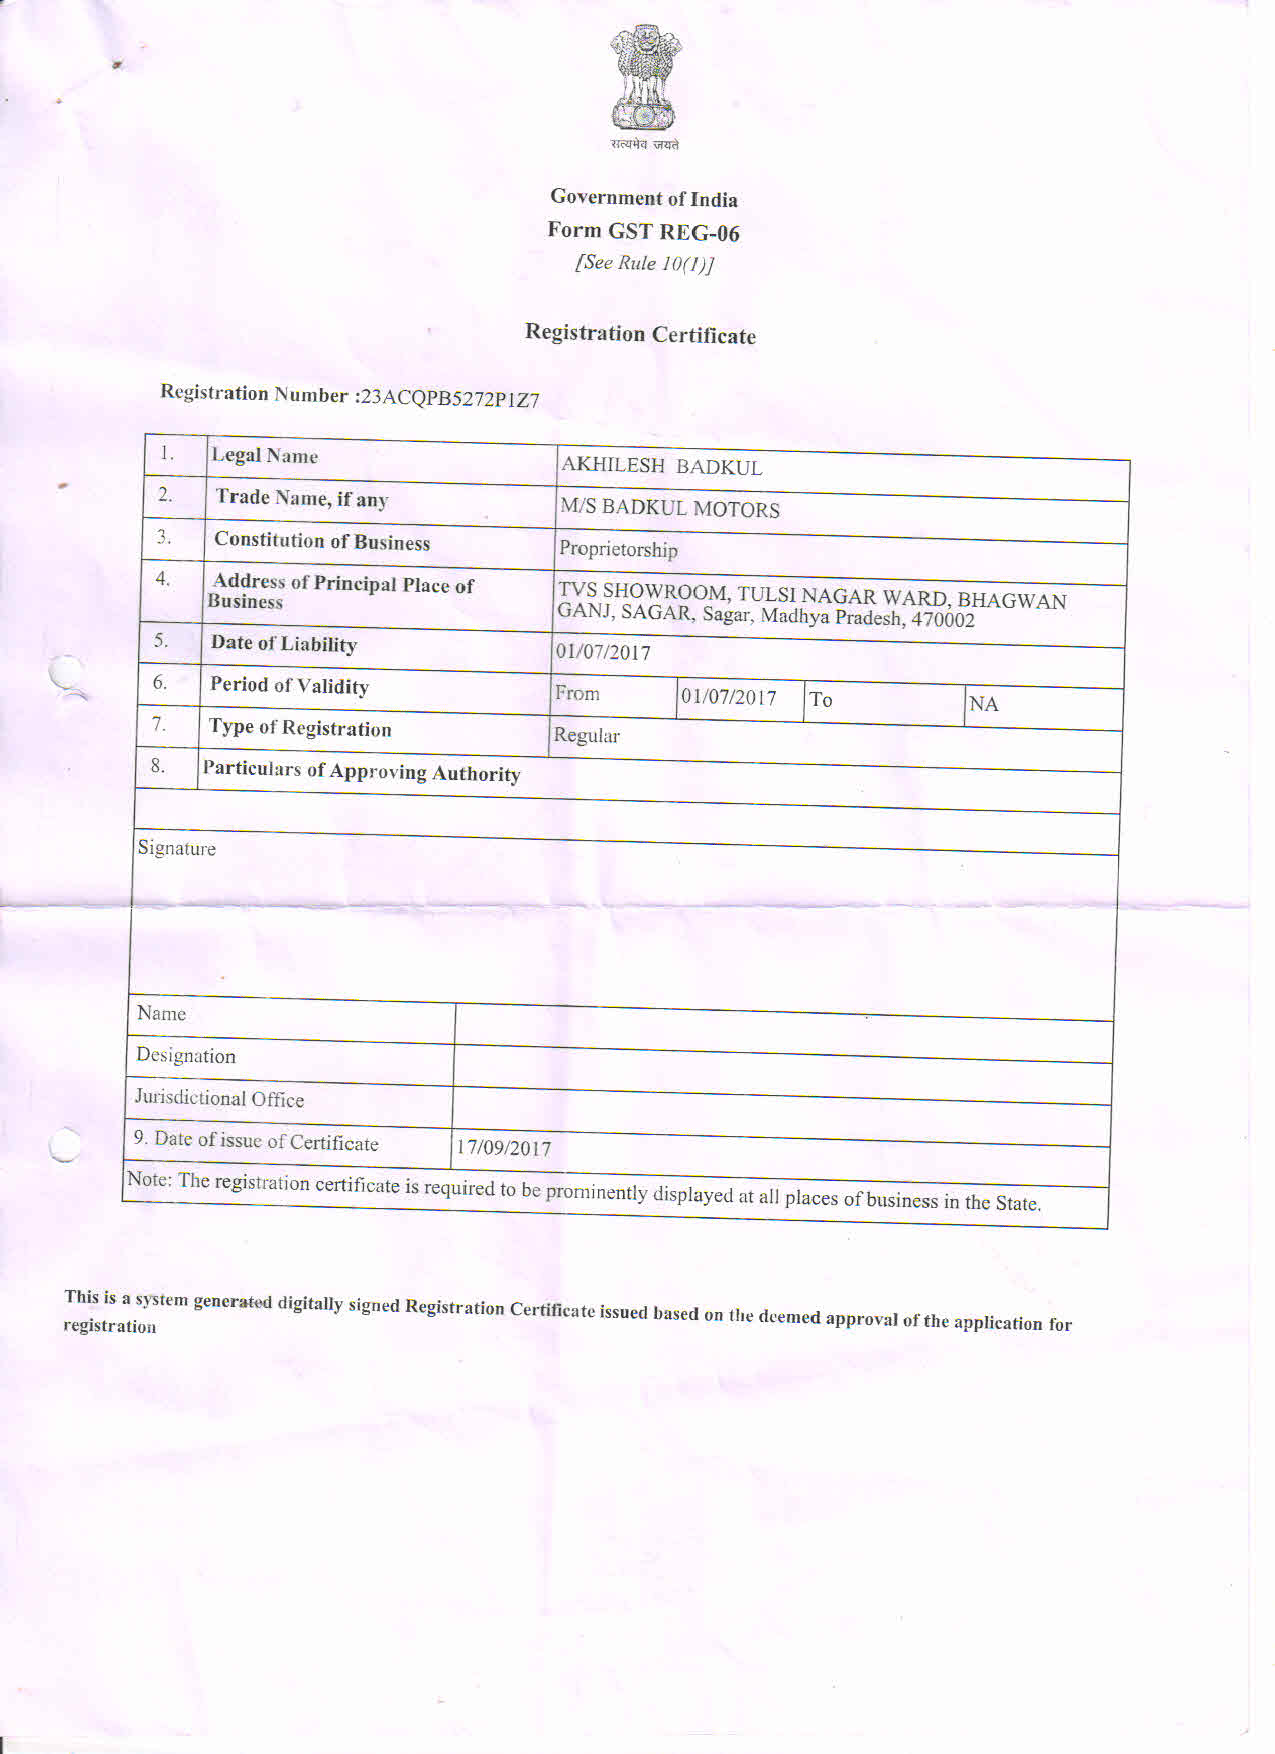 सत्यमेव जयते
Government of India
Form GST REG-06
[See Rule 10(1)]
Registration Certificate
Registration Number :23ACQPB5272P1Z7
1. Legal Name AKHILESH BADKUL
2. Trade Name, if any M/S BADKUL MOTORS
3. Constitution of Business Proprietorship
4. Address of Principal Place of
Business
TVS SHOWROOM, TULSI NAGAR WARD, BHAGWAN
GANJ, SAGAR, Sagar, Madhya Pradesh, 470002
5. Date of Liability 01/07/2017
6. Period of Validity From 01/07/2017 To NA
7. Type of Registration Regular
8. Particulars of Approving Authority
Signature
Name
Designation
Jurisdictional Office
9. Date of issue of Certificate 17/09/2017
Note: The registration certificate is required to be prominently displayed at all places of business in the State.
This is a system generated digitally signed Registration Certificate issued based on the deemed approval of the application for
registration